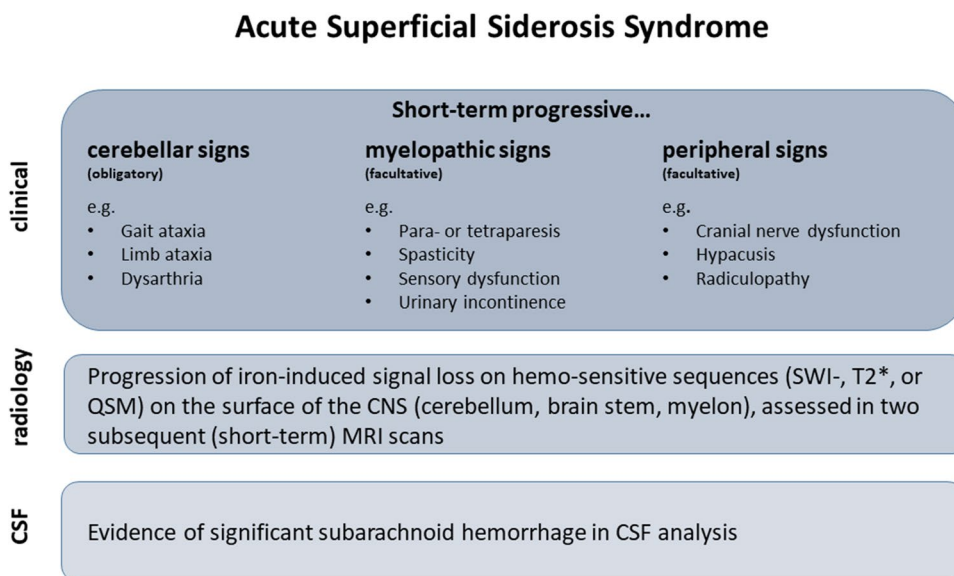 Acute Superficial Siderosis Syndrome
clinical
Short-term progressive...
cerebellar signs
(obligatory)
e.g.
• Gait ataxia
• Limb ataxia
• Dysarthria
myelopathic signs
(facultative)
e.g.
• Para- or tetraparesis
• Spasticity
• Sensory dysfunction
• Urinary incontinence
peripheral signs
(facultative)
e.g.
• Cranial nerve dysfunction
• Hypacusis
• Radiculopathy
radiology
Progression of iron-induced signal loss on hemo-sensitive sequences (SWI-, T2*, or
QSM) on the surface of the CNS (cerebellum, brain stem, myelon), assessed in two
subsequent (short-term) MRI scans
CSF
Evidence of significant subarachnoid hemorrhage in CSF analysis